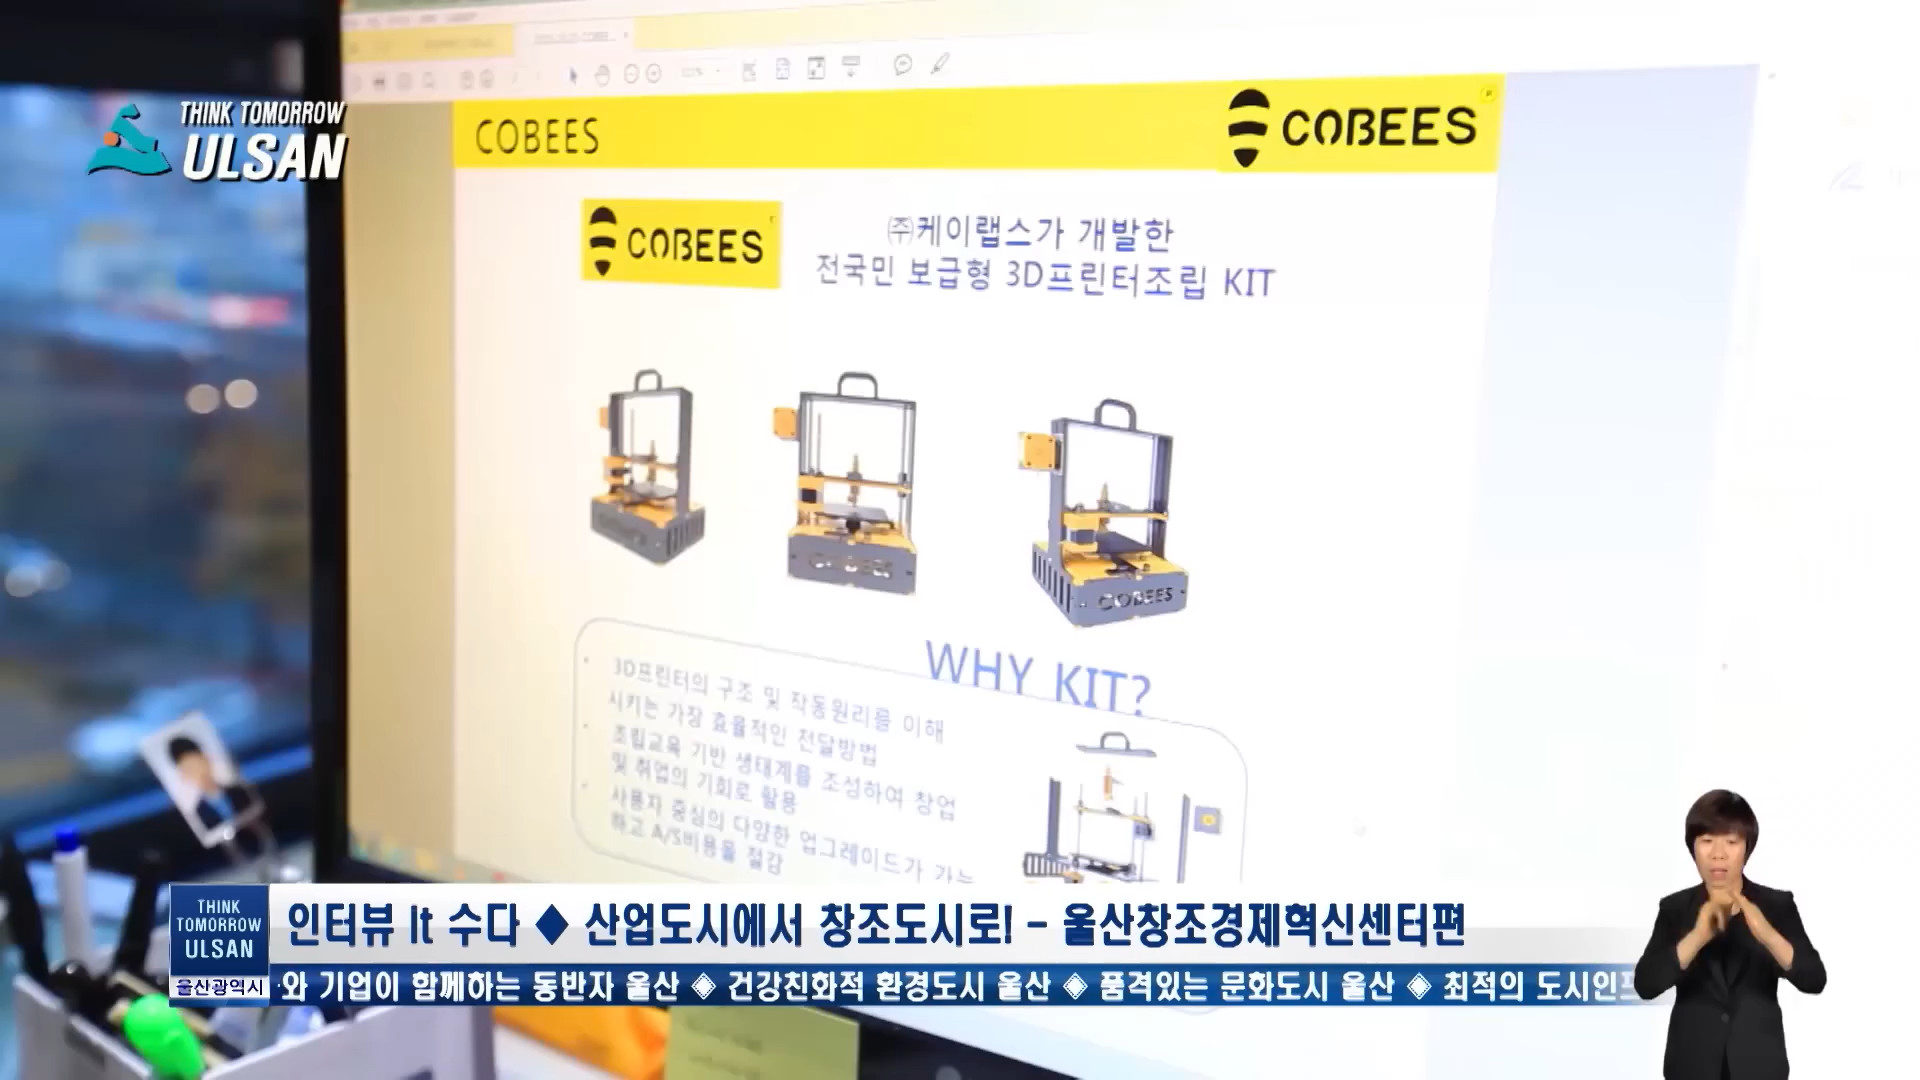 THINK TOMORROW
ULSAN
COBEES
COBEES
COBEES
㈜케이랩스가 개발한
전국민 보급형 3D프린터조립 KIT
COBEES
COBEES
WHY KIT?
3D프린터의 구조 및 작동원리를 이해
시키는 가장 효율적인 전달방법
조립교육 기반 생태계를 조성하여 창업
및 취업의 기회로 활용
사용자 중심의 다양한 업그레이드가 가능
하고 A/S비용을 절감
THINK
TOMORROW
ULSAN
울산광역시
인터뷰 It 수다 ◆ 산업도시에서 창조도시로! - 울산창조경제혁신센터편
와 기업이 함께하는 동반자 울산 ◈ 건강친화적 환경도시 울산 ◈ 품격있는 문화도시 울산 ◈ 최적의 도시인프